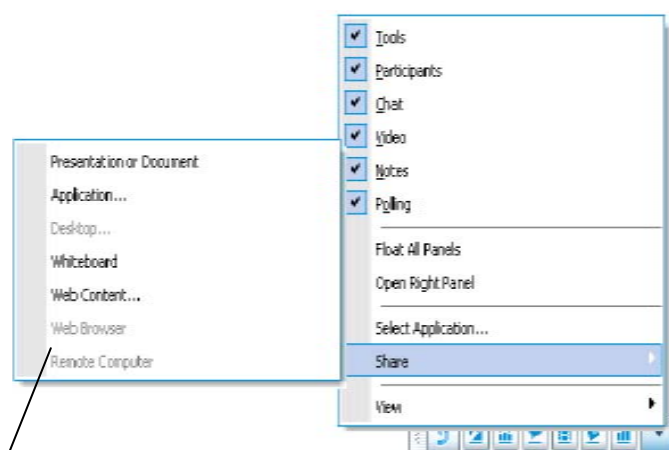 Tools
Participants
Chat
Video
Notes
Polling
Float All Panels
Open Right Panel
Select Application...
Share
View
Presentation or Document
Application...
Desktop...
Whiteboard
Web Content...
Web Browser
Remote Computer